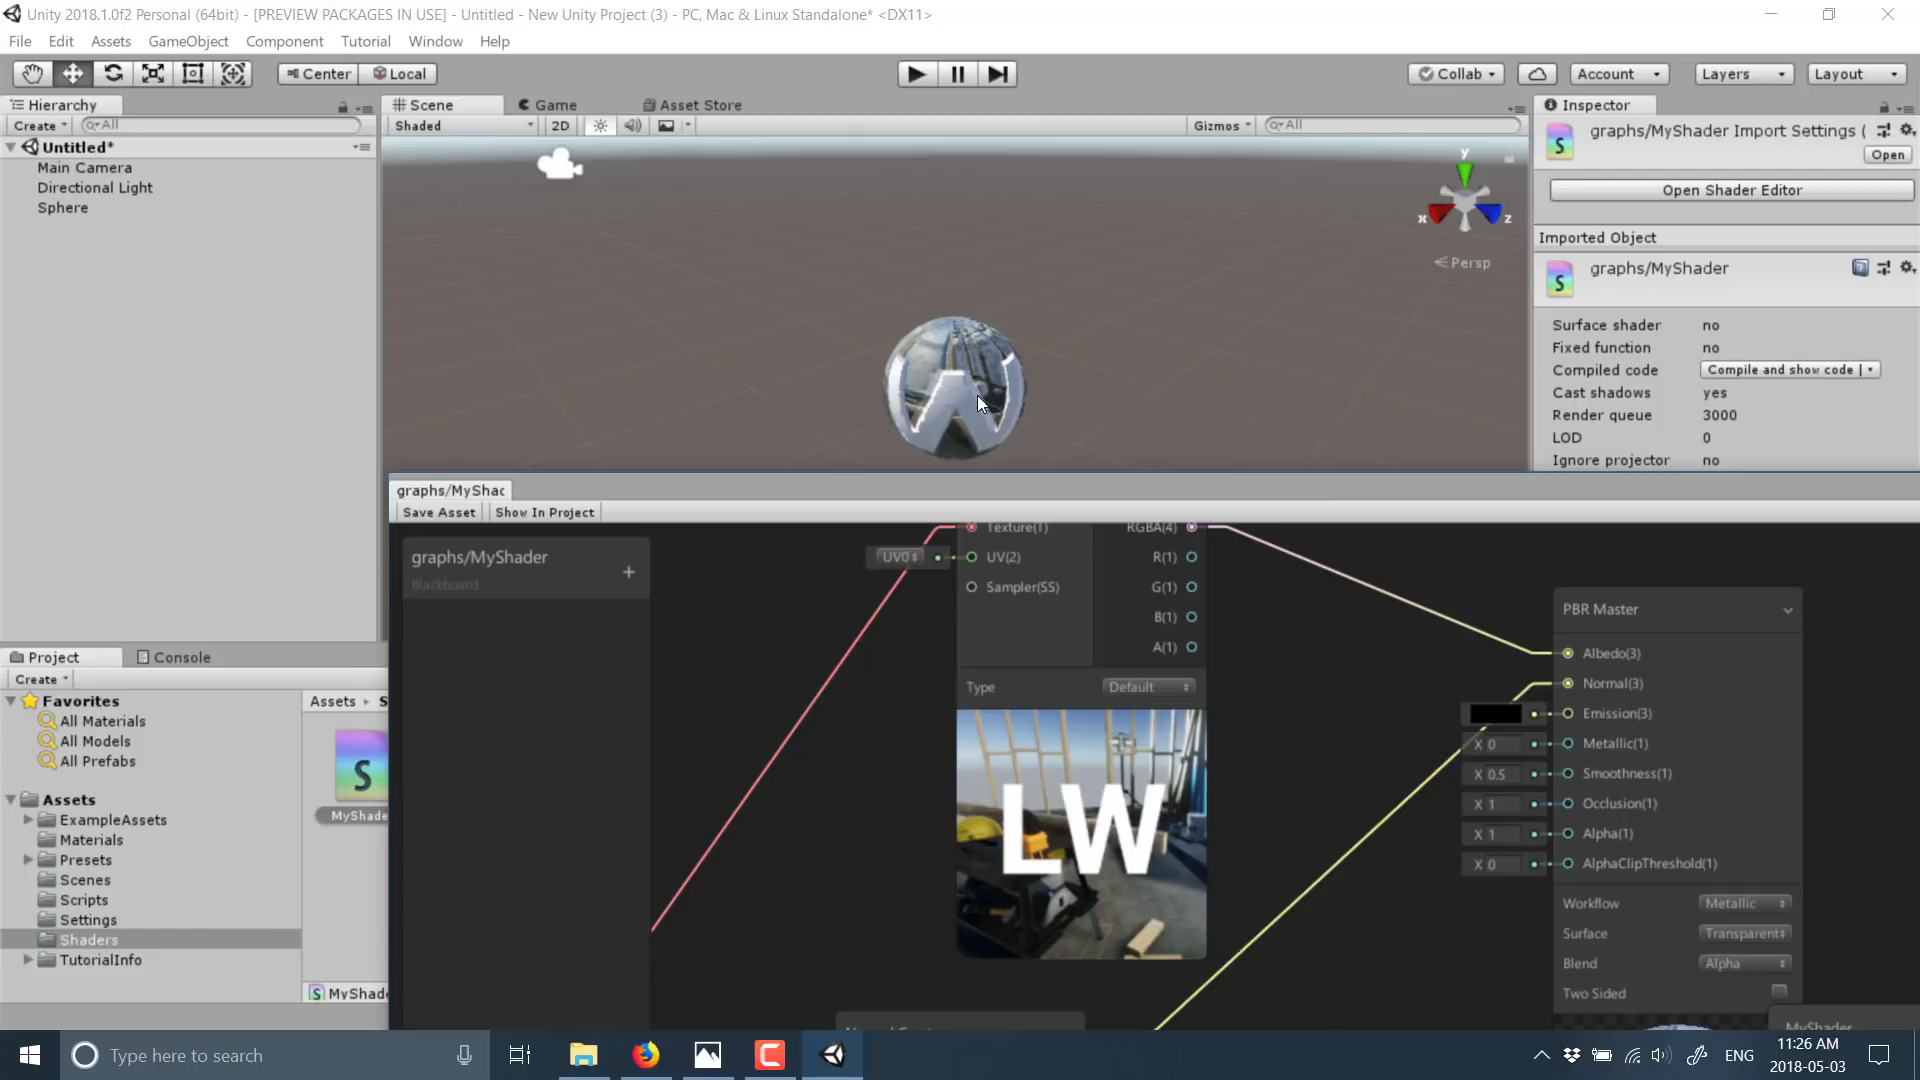 Unity 2018.1.0f2 Personal (64bit) - [PREVIEW PACKAGES IN USE] - Untitled - New Unity Project (3) - PC, Mac & Linux Standalone* <DX11>
File Edit Assets GameObject Component Tutorial Window Help
Center Local Collab Account Layers Layout
Hierarchy
Create All
Untitled*
Main Camera
Directional Light
Sphere
Scene Game Asset Store
Shaded 2D Gizmos All
y
x z
Persp
W
Inspector
graphs/MyShader Import Settings (
Open
Open Shader Editor
Imported Object
graphs/MyShader
Surface shader no
Fixed function no
Compiled code Compile and show code
Cast shadows yes
Render queue 3000
LOD 0
Ignore projector no
graphs/MyShac
Save Asset Show In Project
graphs/MyShader
Blackboard
Texture(T) RGBA(4)
UV0 UV(2) R(1)
Sampler(SS) G(1)
B(1)
A(1)
Type Default
LW
PBR Master
Albedo(3)
Normal(3)
Emission(3)
X 0 Metallic(1)
X 0.5 Smoothness(1)
X 1 Occlusion(1)
X 1 Alpha(1)
X 0 AlphaClipThreshold(1)
Workflow Metallic
Surface Transparent
Blend Alpha
Two Sided
MyShader
Project Console
Create
Favorites
All Materials
All Models
All Prefabs
Assets
ExampleAssets
Materials
Presets
Scenes
Scripts
Settings
Shaders
TutorialInfo
Assets S
S
MyShade
S MyShade
Type here to search
ENG
11:26 AM
2018-05-03